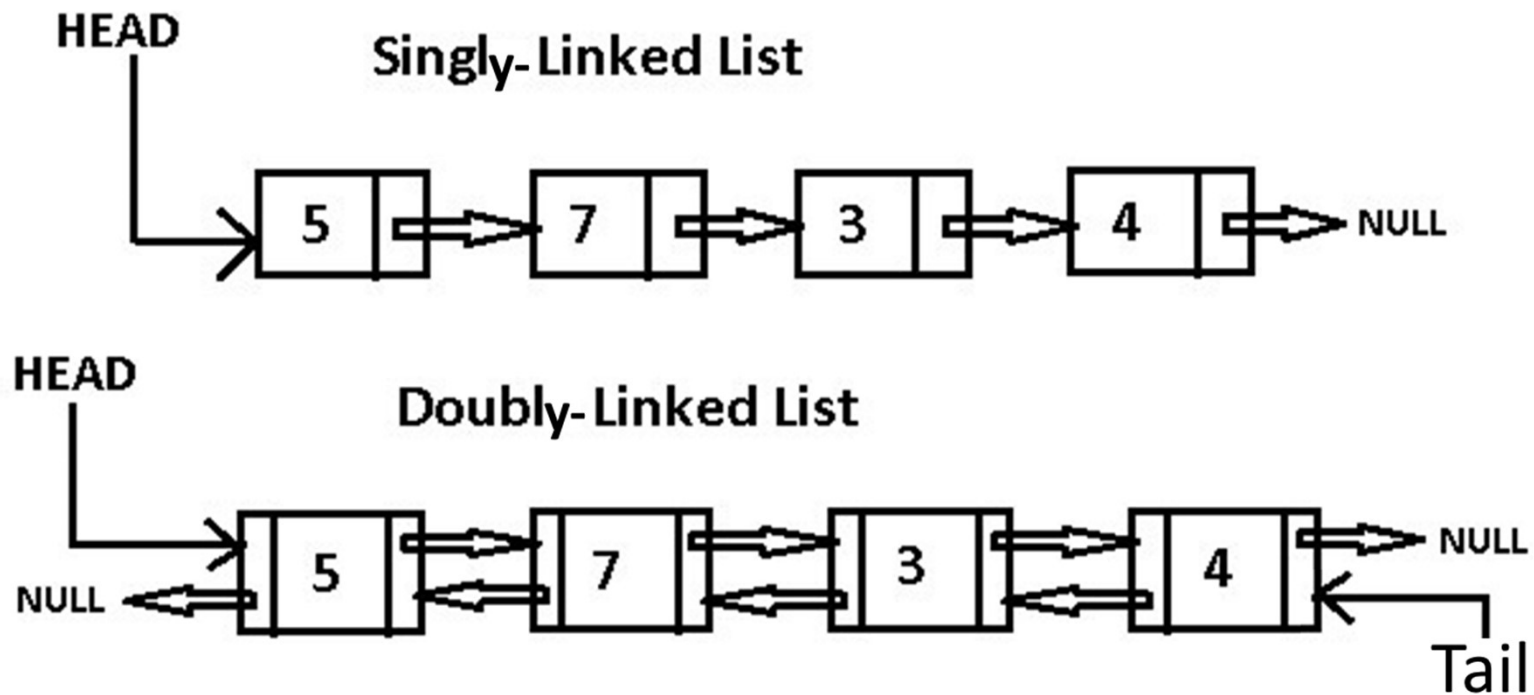 HEAD
Singly-Linked List
5 7 3 4 NULL
HEAD
Doubly-Linked List
NULL 5 7 3 4 NULL
Tail